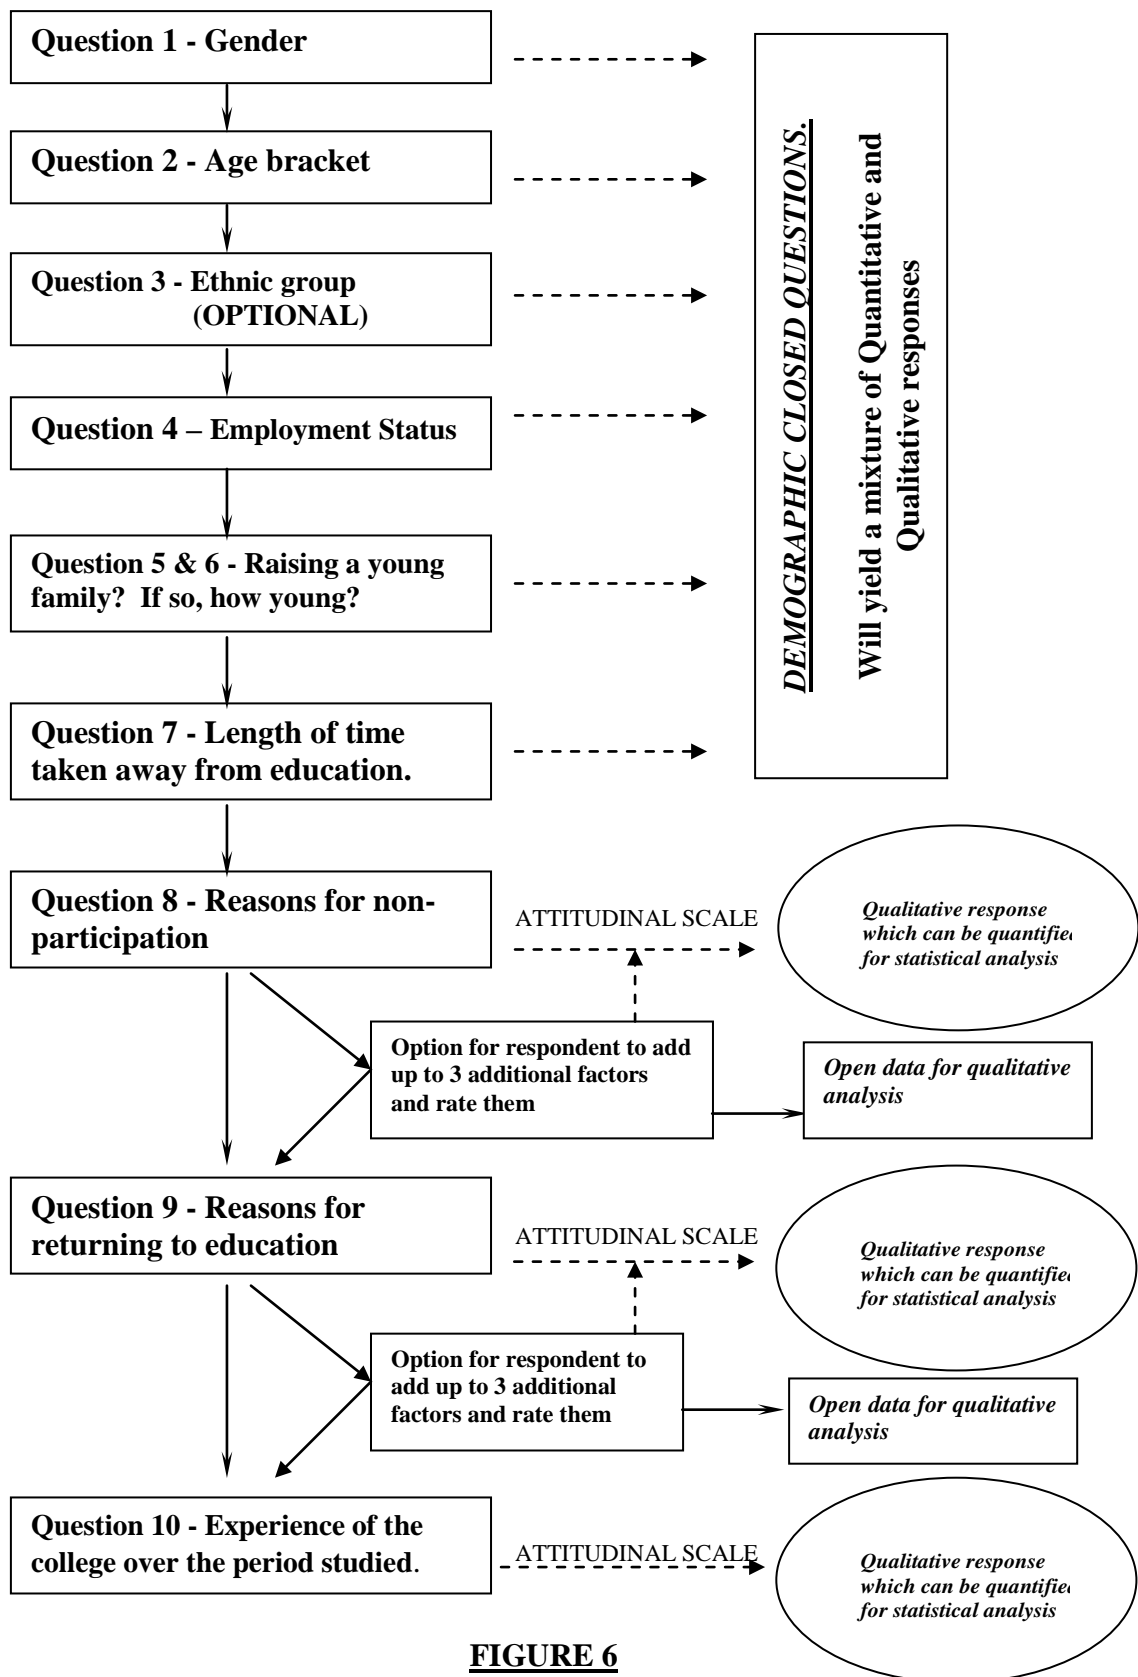 Question 1 - Gender
Question 2 - Age bracket
Question 3 - Ethnic group
(OPTIONAL)
Question 4 – Employment Status
Question 5 & 6 - Raising a young
family? If so, how young?
Question 7 - Length of time
taken away from education.
DEMOGRAPHIC CLOSED QUESTIONS.
Will yield a mixture of Quantitative and
Qualitative responses
Question 8 - Reasons for non-
participation
ATTITUDINAL SCALE
Qualitative response
which can be quantifie
for statistical analysis
Option for respondent to add
up to 3 additional factors
and rate them
Open data for qualitative
analysis
Question 9 - Reasons for
returning to education
ATTITUDINAL SCALE
Qualitative response
which can be quantifie
for statistical analysis
Option for respondent to
add up to 3 additional
factors and rate them
Open data for qualitative
analysis
Question 10 - Experience of the
college over the period studied.
ATTITUDINAL SCALE
Qualitative response
which can be quantifie
for statistical analysis
FIGURE 6